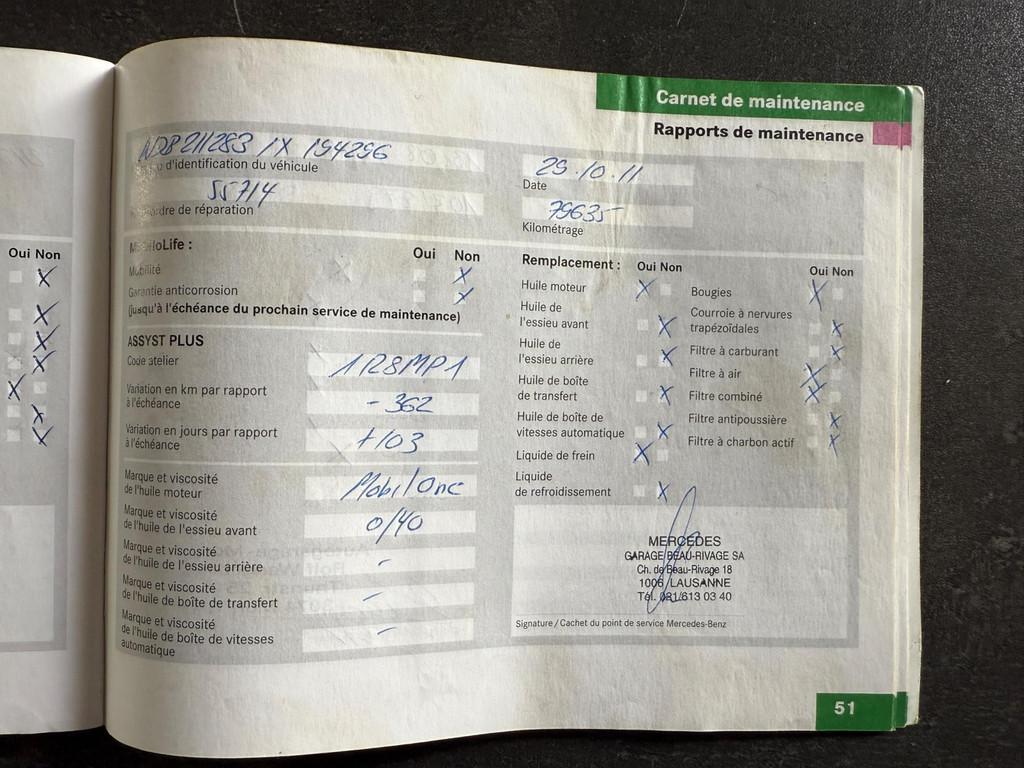 Carnet de maintenance
Rapports de maintenance
WDB 211283 1X 194296
d'identification du véhicule
29.10.11
Date
55714
ordre de réparation
79635
Kilométrage
Oui Non
MobiloLife :
Oui Non
Mobilité X
Garantie anticorrosion X
(jusqu'à l'échéance du prochain service de maintenance)
ASSYST PLUS
Code atelier 1R8MP1
Variation en km par rapport
à l'échéance - 362
Variation en jours par rapport
à l'échéance +103
Marque et viscosité
de l'huile moteur Mobil One
Marque et viscosité
de l'huile de l'essieu avant 0/40
Marque et viscosité
de l'huile de l'essieu arrière -
Marque et viscosité
de l'huile de boîte de transfert -
Marque et viscosité
de l'huile de boîte de vitesses
automatique -
Remplacement : Oui Non
Huile moteur X
Huile de
l'essieu avant X
Huile de
l'essieu arrière X
Huile de boîte
de transfert X
Huile de boîte de
vitesses automatique X
Liquide de frein X
Liquide
de refroidissement X
Oui Non
Bougies X
Courroie à nervures
trapézoïdales X
Filtre à carburant X
Filtre à air X
Filtre combiné X
Filtre antipoussière X
Filtre à charbon actif X
MERCEDES
GARAGE BEAU-RIVAGE SA
Ch. de Beau-Rivage 18
1006 LAUSANNE
Tél. 021/613 03 40
Signature / Cachet du point de service Mercedes-Benz
51